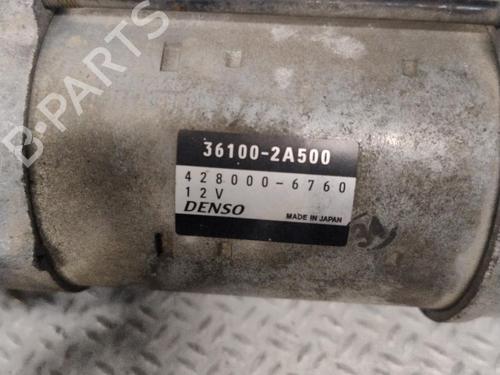 B-PARTS
36100-2A500
428000-6760
12V
DENSO
MADE IN JAPAN